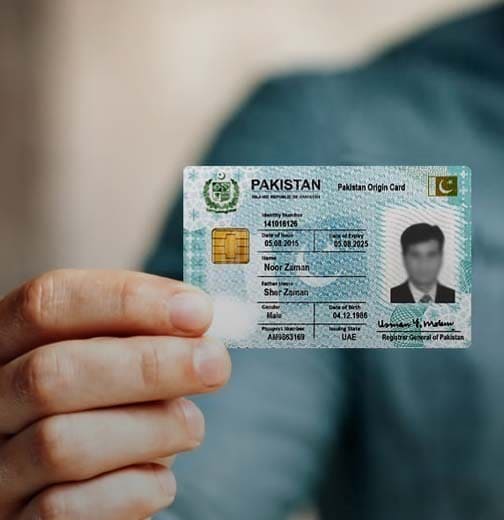 PAKISTAN
Pakistan Origin Card
ISLAMIC REPUBLIC OF PAKISTAN
Identity Number
141016126
Date of Issue Date of Expiry
05.08.2015 05.08.2025
Name
Noor Zaman
Father Name
Sher Zaman
Gender Date of Birth
Male 04.12.1986
Passport Number Issuing State
AM9863169 UAE
Usman Y. Mobin
Registrar General of Pakistan